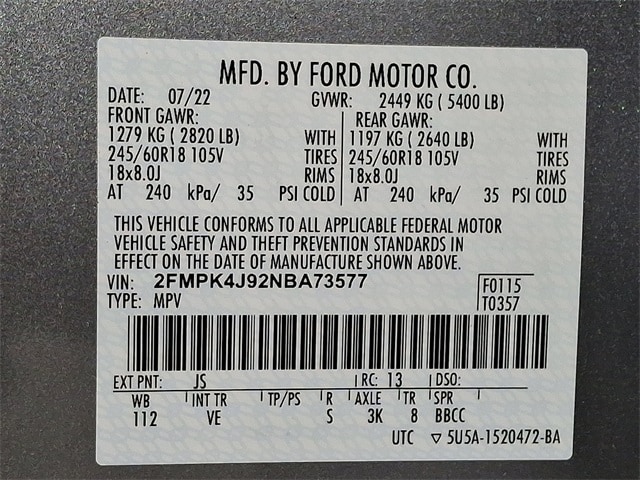 MFD. BY FORD MOTOR CO.
DATE: 07/22 GVWR: 2449 KG ( 5400 LB)
FRONT GAWR: REAR GAWR:
1279 KG ( 2820 LB) WITH 1197 KG ( 2640 LB) WITH
245/60R18 105V TIRES 245/60R18 105V TIRES
18x8.0J RIMS 18x8.0J RIMS
AT 240 kPa/ 35 PSI COLD AT 240 kPa/ 35 PSI COLD
THIS VEHICLE CONFORMS TO ALL APPLICABLE FEDERAL MOTOR
VEHICLE SAFETY AND THEFT PREVENTION STANDARDS IN
EFFECT ON THE DATE OF MANUFACTURE SHOWN ABOVE.
VIN: 2FMPK4J92NBA73577 F0115
TYPE: MPV T0357
EXT PNT: JS RC: 13 DSO:
WB INT TR TP/PS R AXLE TR SPR
112 VE S 3K 8 BBCC
UTC ▽ 5U5A-1520472-BA